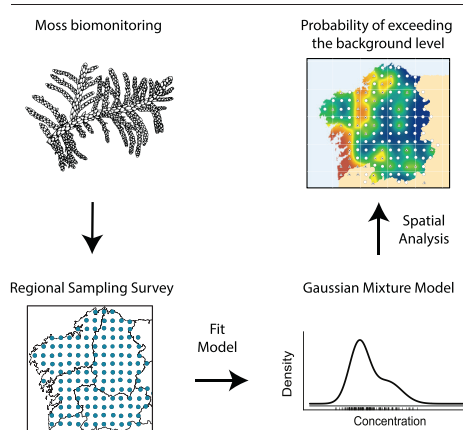 Moss biomonitoring
Probability of exceeding
the background level
Spatial
Analysis
Regional Sampling Survey
Gaussian Mixture Model
Fit
Model
Density
Concentration